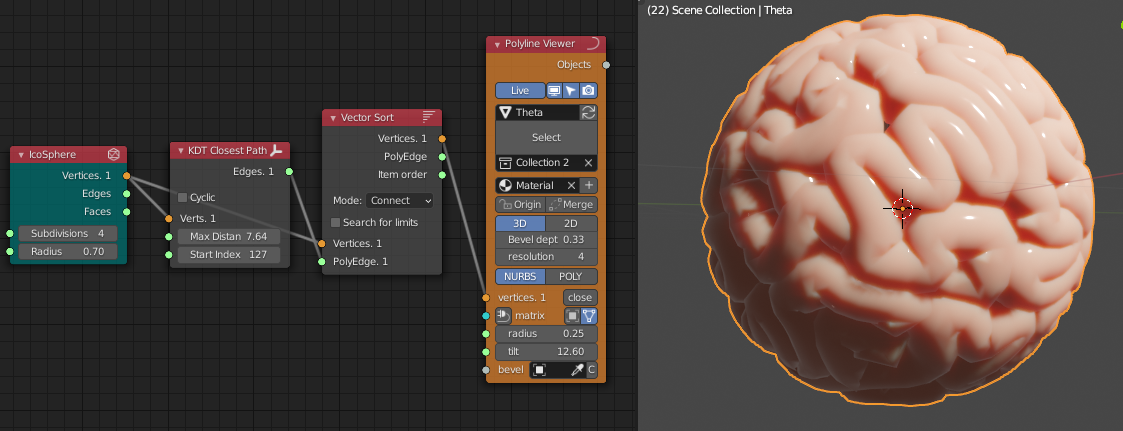 IcoSphere
Vertices. 1
Edges
Faces
Subdivisions 4
Radius 0.70
KDT Closest Path
Edges. 1
Cyclic
Verts. 1
Max Distan 7.64
Start Index 127
Vector Sort
Vertices. 1
PolyEdge
Item order
Mode: Connect
Search for limits
Vertices. 1
PolyEdge. 1
Polyline Viewer
Objects
Live
Theta
Select
Collection 2
Material
Origin Merge
3D 2D
Bevel dept 0.33
resolution 4
NURBS POLY
vertices. 1 close
matrix
radius 0.25
tilt 12.60
bevel C
(22) Scene Collection | Theta